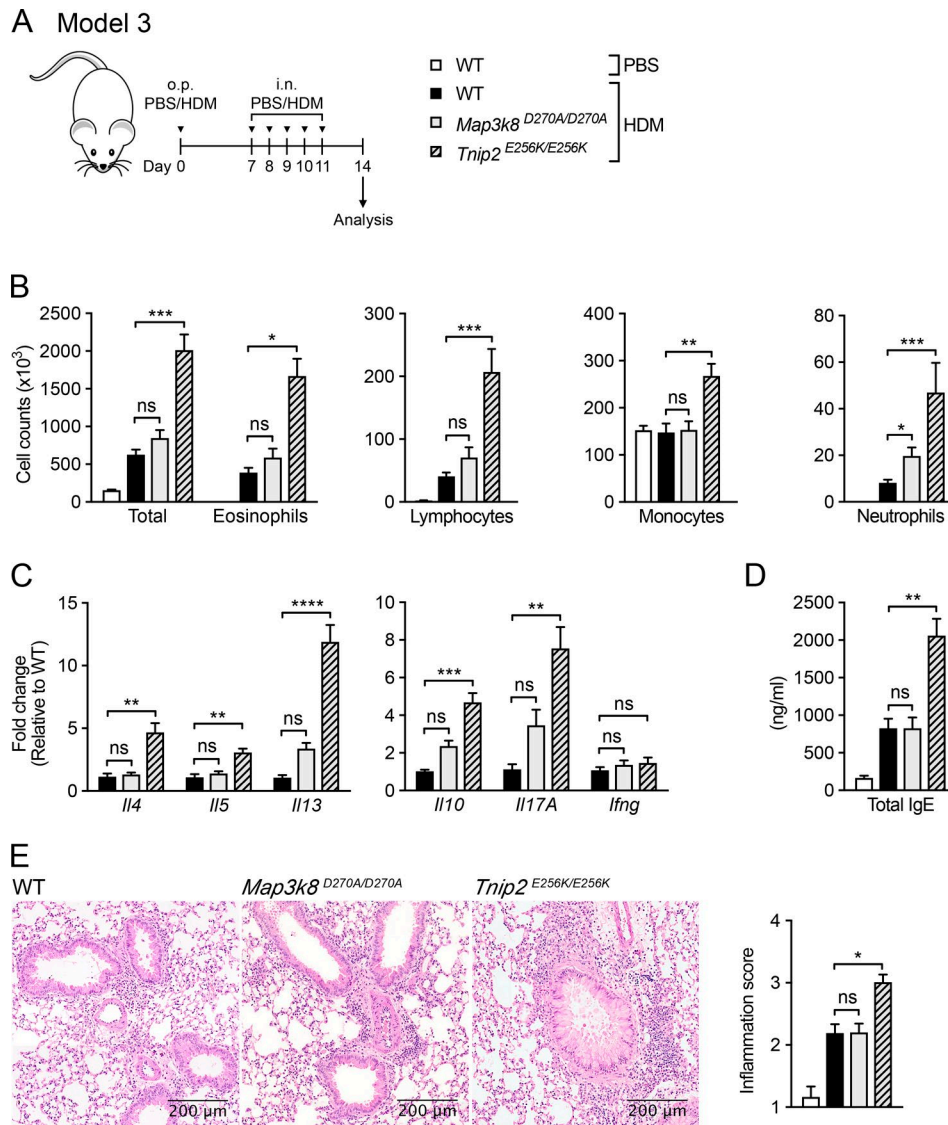 A Model 3
o.p.
PBS/HDM
i.n.
PBS/HDM
Day 0 7 8 9 10 11 14
Analysis
WT
PBS
WT
Map3k8 D270A/D270A
HDM
Tnip2 E256K/E256K
B
Cell counts (x10³)
2500
2000
1500
1000
500
0
***
*
ns
ns
Total Eosinophils
300
200
100
0
***
ns
Lymphocytes
400
300
200
100
0
**
ns
Monocytes
80
60
40
20
0
***
*
Neutrophils
C
Fold change
(Relative to WT)
15
10
5
0
**
ns
**
ns
****
ns
Il4 Il5 Il13
10
8
6
4
2
0
***
ns
**
ns
ns
ns
Il10 Il17A Ifng
D
(ng/ml)
2500
2000
1500
1000
500
0
**
ns
Total IgE
E
WT Map3k8 D270A/D270A Tnip2 E256K/E256K
200 µm 200 µm 200 µm
Inflammation score
4
3
2
1
*
ns